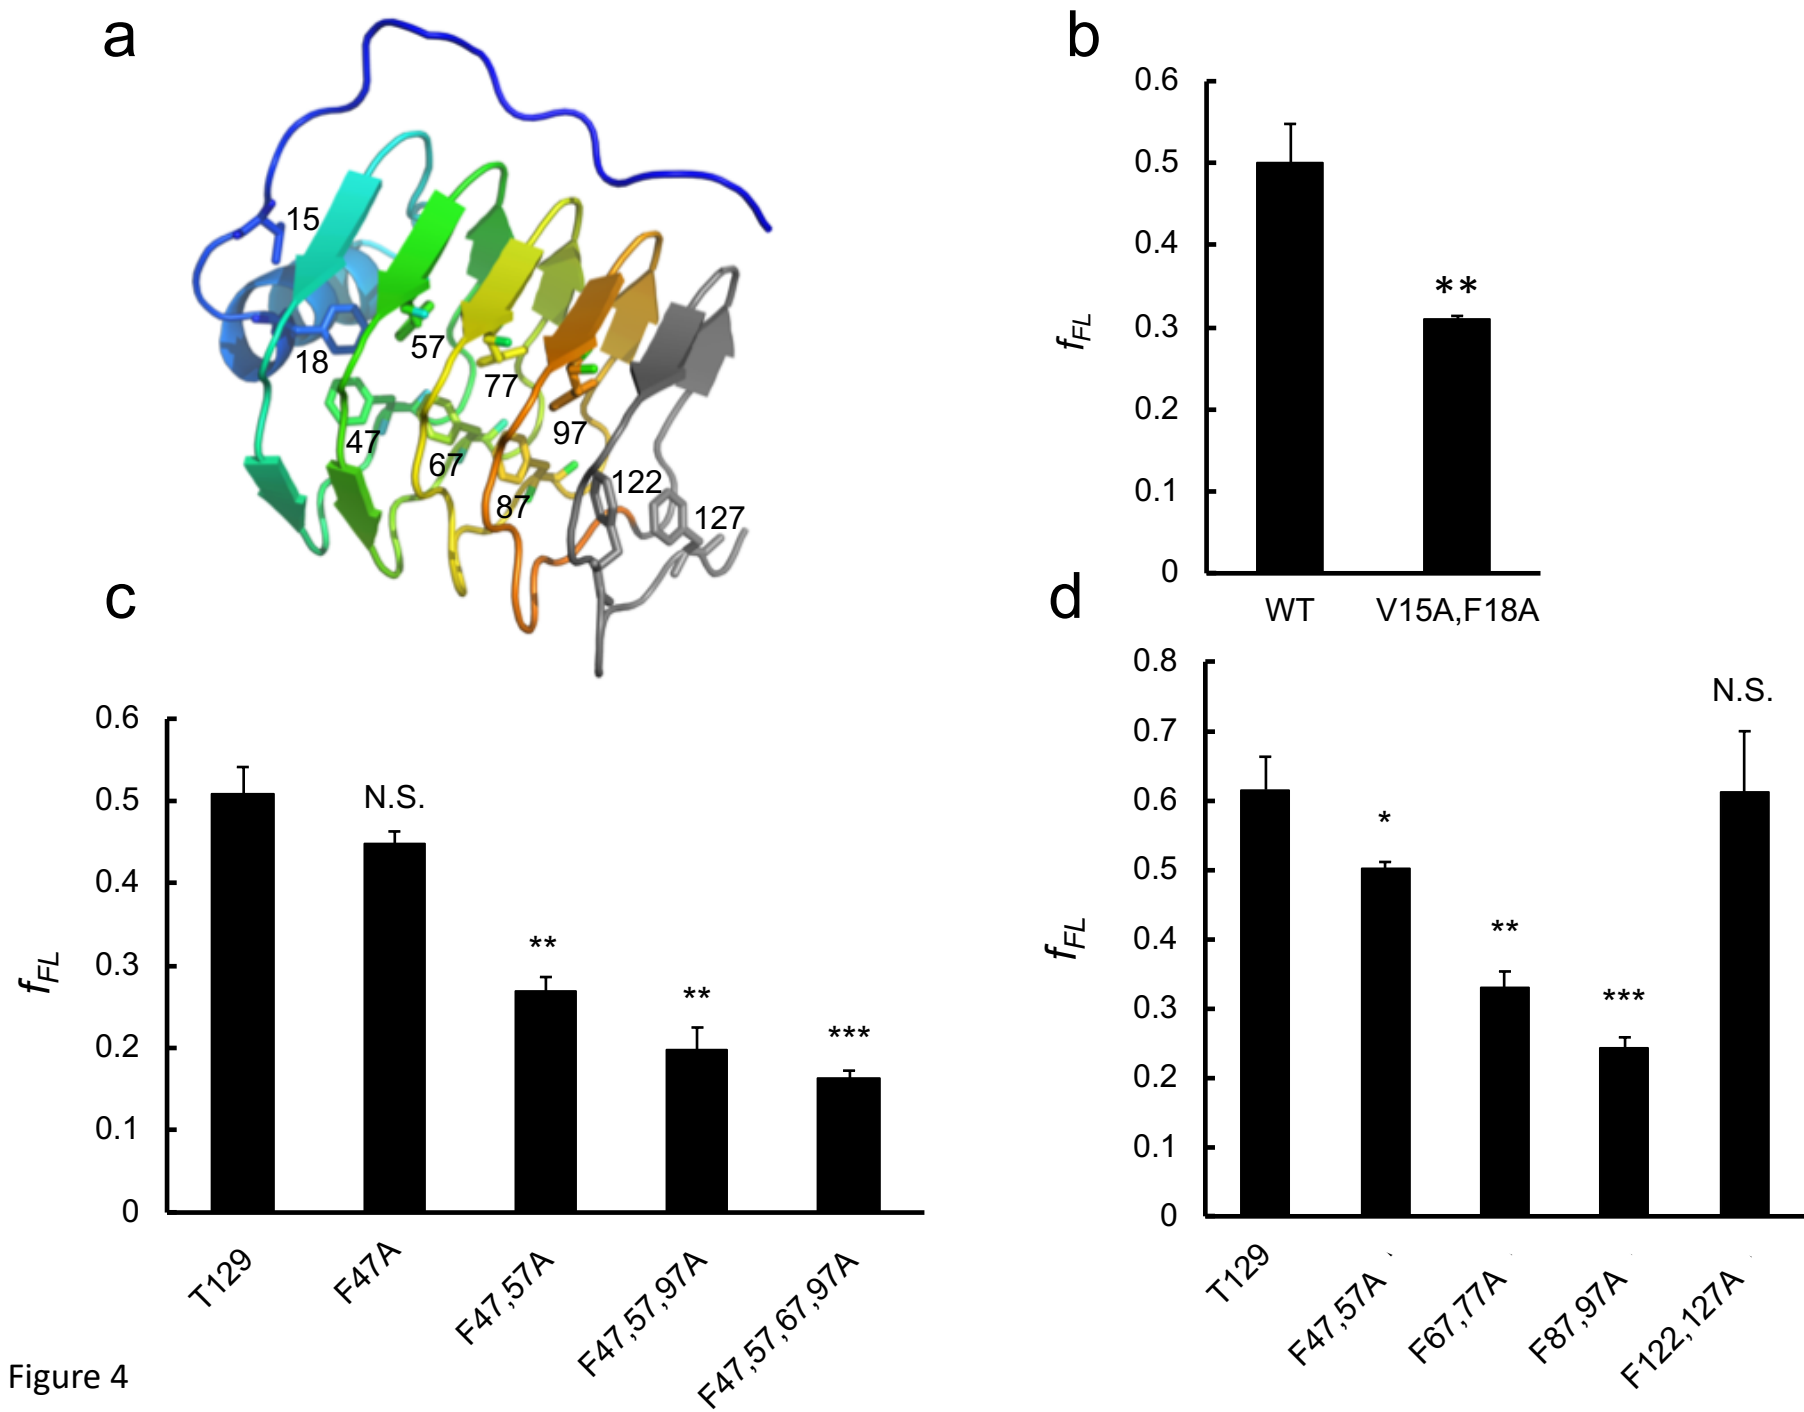 a
15
18
57
77
47
97
67
87
122
127
b
0.6
0.5
0.4
0.3
0.2
0.1
0
fFL
**
WT V15A,F18A
c
0.6
0.5
0.4
0.3
0.2
0.1
0
fFL
N.S.
**
**
***
T129
F47A
F47,57A
F47,57,97A
F47,57,67,97A
d
0.8
0.7
0.6
0.5
0.4
0.3
0.2
0.1
0
fFL
*
**
***
N.S.
T129
F47,57A
F67,77A
F87,97A
F122,127A
Figure 4